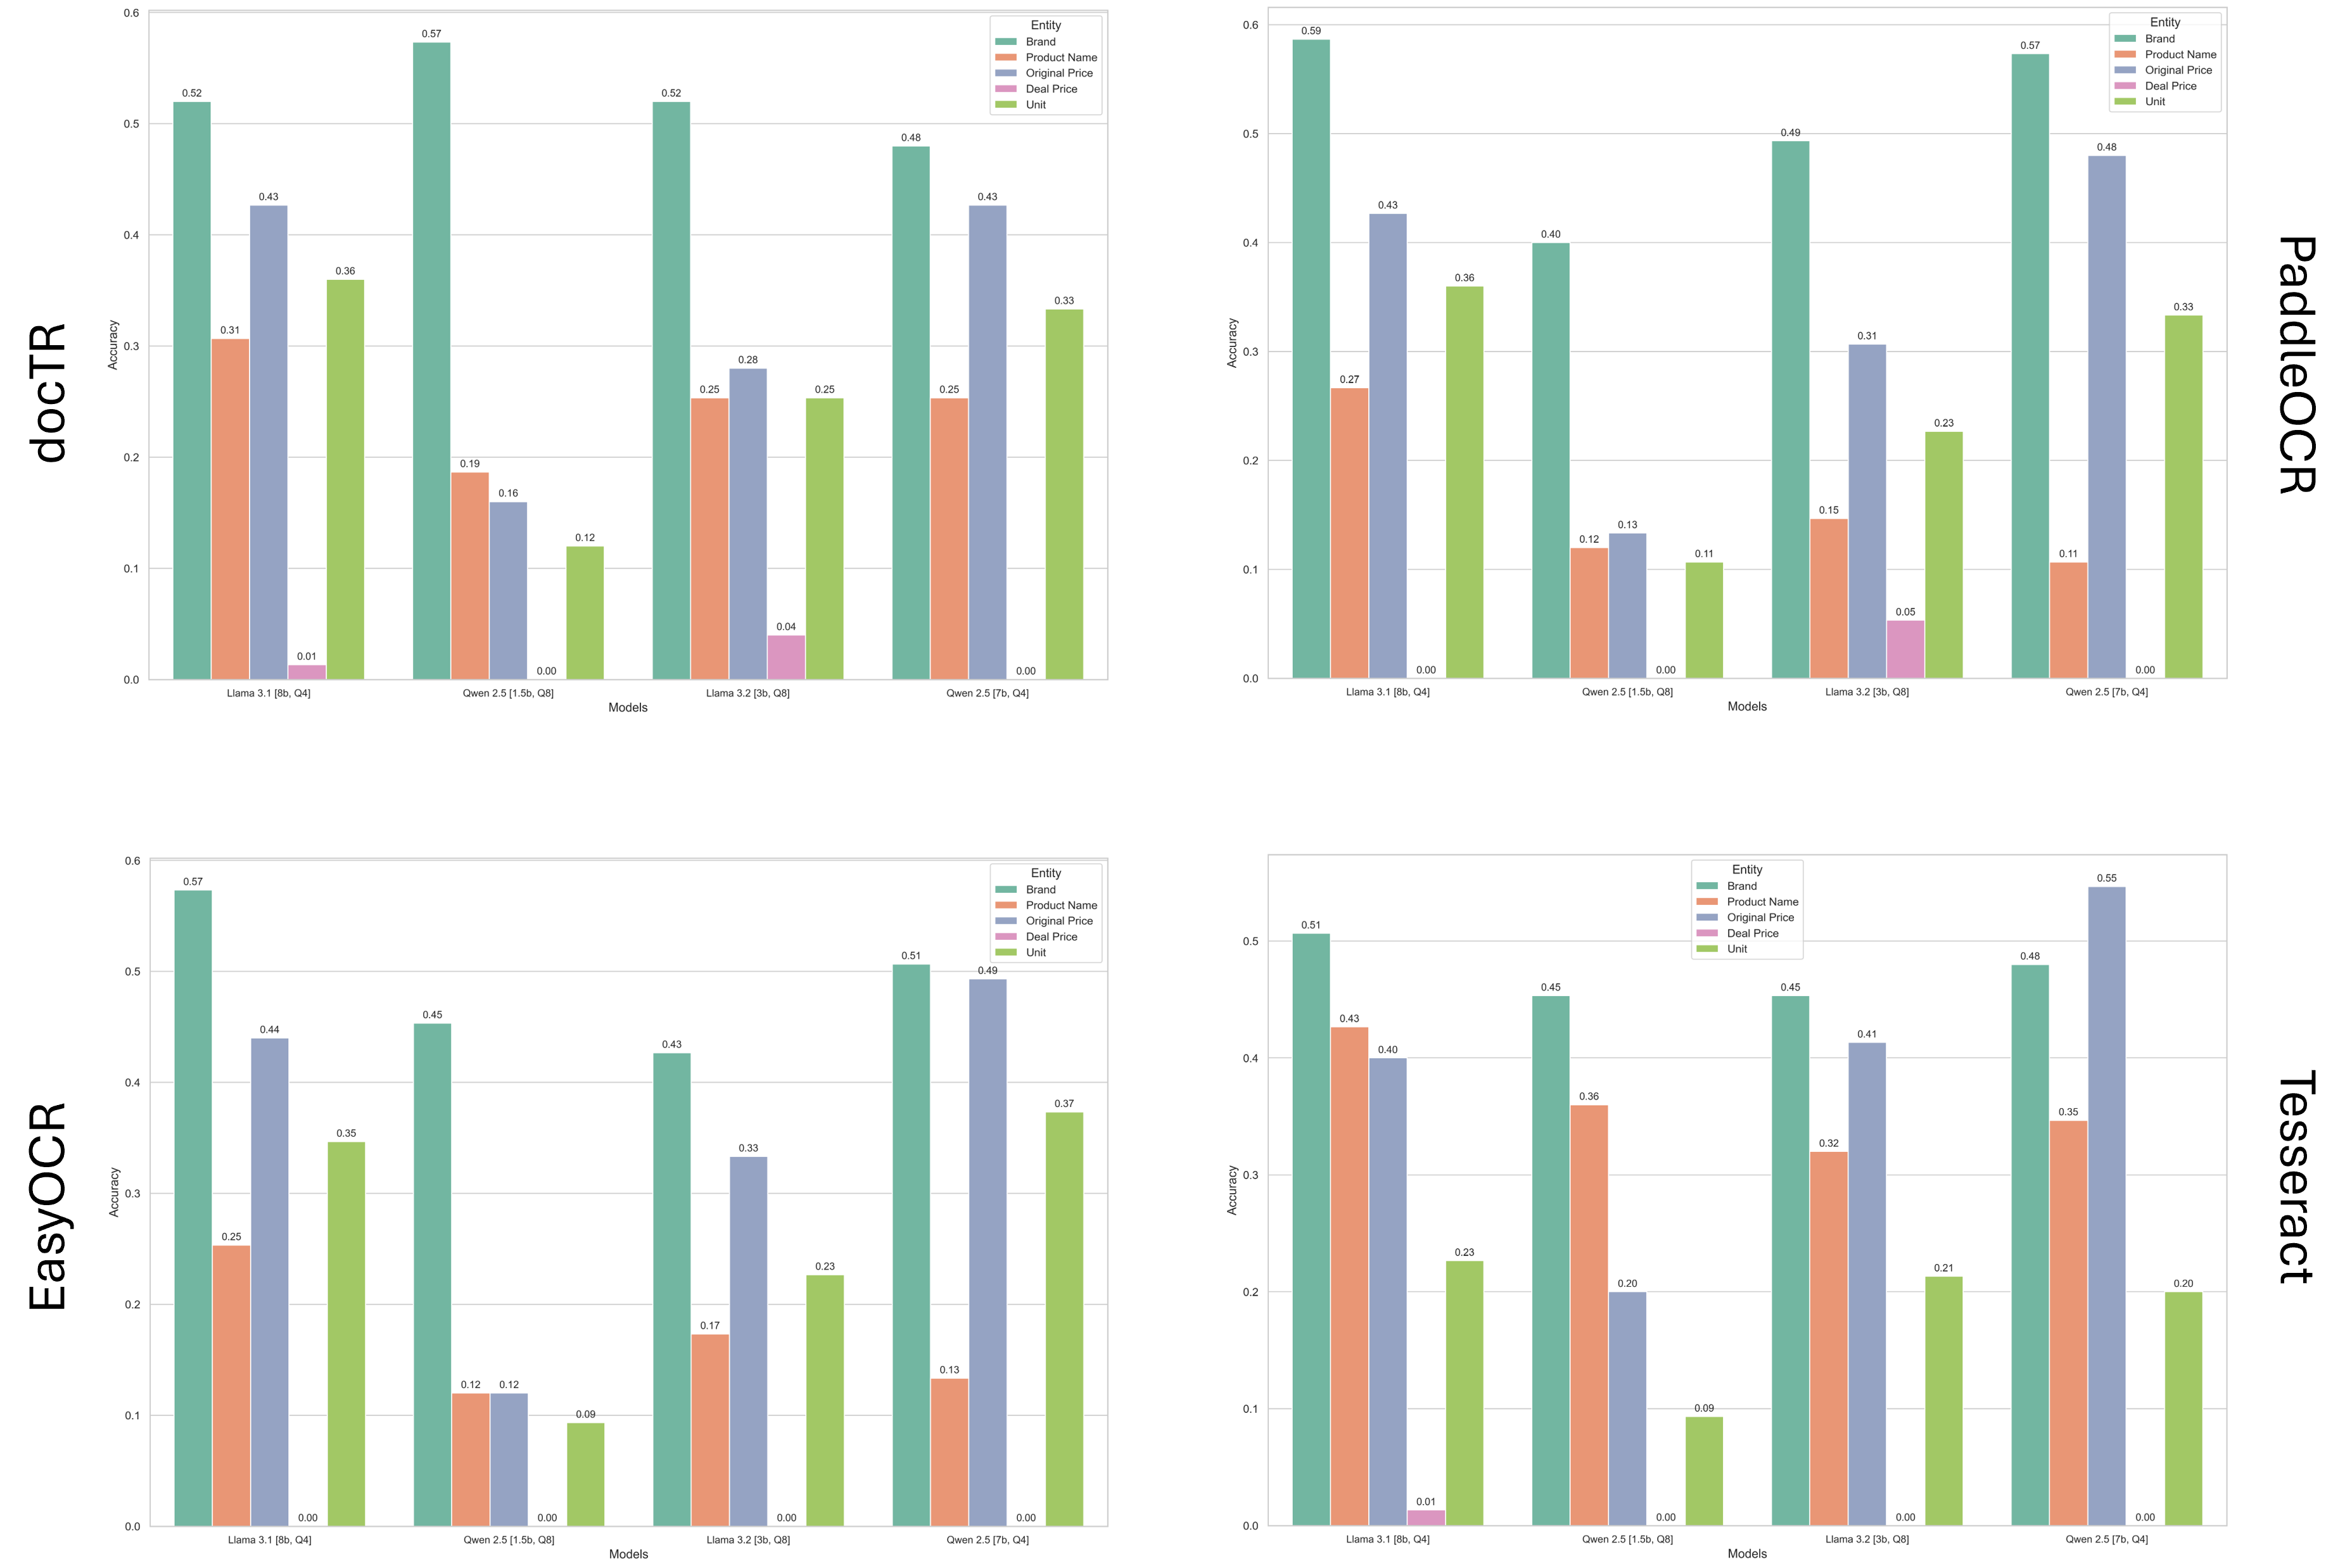 docTR
0.6
0.5
0.4
0.3
0.2
0.1
0.0
Accuracy
Entity
Brand
Product Name
Original Price
Deal Price
Unit
0.52
0.31
0.43
0.01
0.36
0.57
0.19
0.16
0.00
0.12
0.52
0.25
0.28
0.04
0.25
0.48
0.25
0.43
0.00
0.33
Llama 3.1 [8b, Q4]
Qwen 2.5 [1.5b, Q8]
Llama 3.2 [3b, Q8]
Qwen 2.5 [7b, Q4]
Models
PaddleOCR
0.6
0.5
0.4
0.3
0.2
0.1
0.0
Accuracy
Entity
Brand
Product Name
Original Price
Deal Price
Unit
0.59
0.27
0.43
0.00
0.36
0.40
0.12
0.13
0.00
0.11
0.49
0.15
0.31
0.05
0.23
0.57
0.11
0.48
0.00
0.33
Llama 3.1 [8b, Q4]
Qwen 2.5 [1.5b, Q8]
Llama 3.2 [3b, Q8]
Qwen 2.5 [7b, Q4]
Models
EasyOCR
0.6
0.5
0.4
0.3
0.2
0.1
0.0
Accuracy
Entity
Brand
Product Name
Original Price
Deal Price
Unit
0.57
0.25
0.44
0.00
0.35
0.45
0.12
0.12
0.00
0.09
0.43
0.17
0.33
0.00
0.23
0.51
0.13
0.49
0.00
0.37
Llama 3.1 [8b, Q4]
Qwen 2.5 [1.5b, Q8]
Llama 3.2 [3b, Q8]
Qwen 2.5 [7b, Q4]
Models
Tesseract
0.5
0.4
0.3
0.2
0.1
0.0
Accuracy
Entity
Brand
Product Name
Original Price
Deal Price
Unit
0.51
0.43
0.40
0.01
0.23
0.45
0.36
0.20
0.00
0.09
0.45
0.32
0.41
0.00
0.21
0.48
0.35
0.55
0.00
0.20
Llama 3.1 [8b, Q4]
Qwen 2.5 [1.5b, Q8]
Llama 3.2 [3b, Q8]
Qwen 2.5 [7b, Q4]
Models